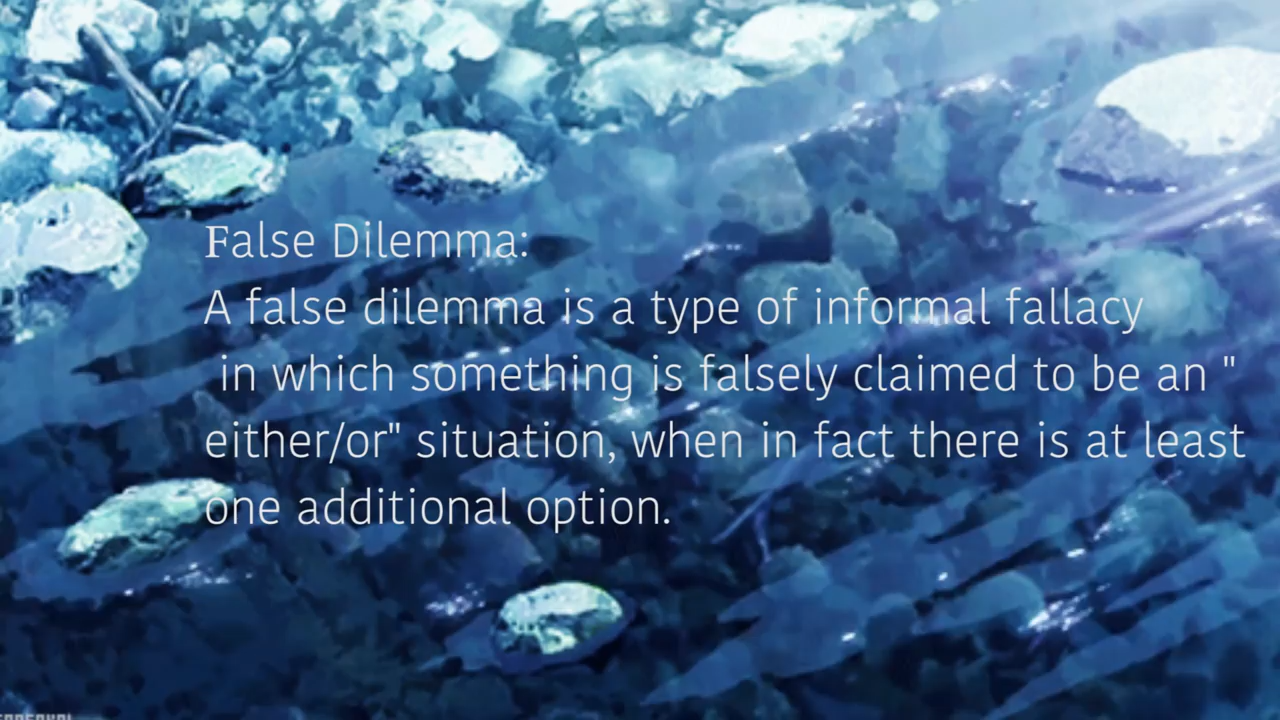 False Dilemma:
A false dilemma is a type of informal fallacy
in which something is falsely claimed to be an "
either/or" situation, when in fact there is at least
one additional option.